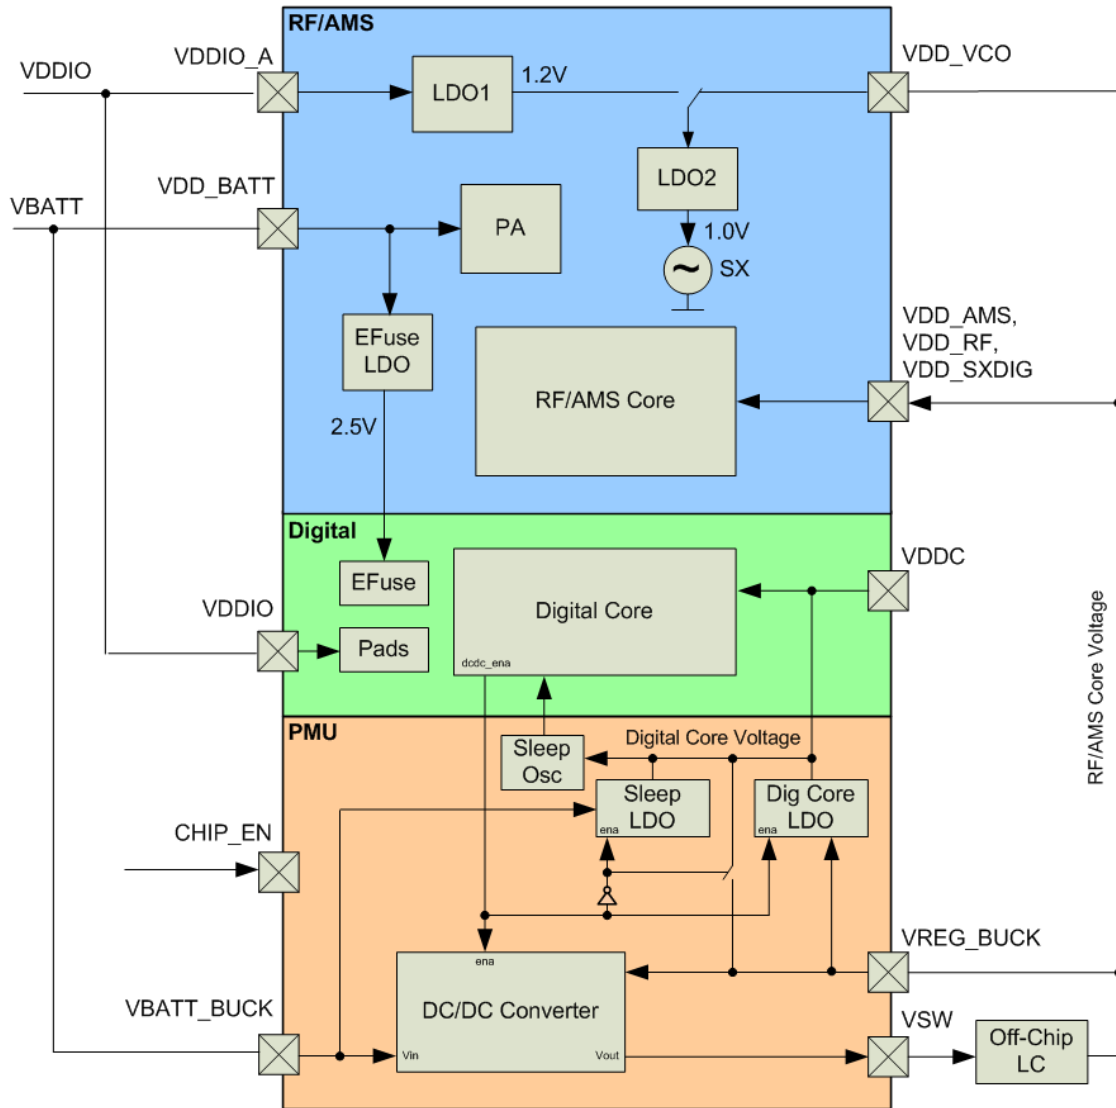 RF/AMS
VDDIO_A
VDD_VCO
VDDIO
1.2V
LDO1
VDD_BATT
LDO2
VBATT
PA
1.0V
SX
VDD_AMS,
VDD_RF,
VDD_SXDIG
EFuse
LDO
RF/AMS Core
2.5V
Digital
VDDC
EFuse
Digital Core
VDDIO
Pads
dcdc_ena
RF/AMS Core Voltage
PMU
Digital Core Voltage
Sleep
Osc
Sleep
LDO
ena
Dig Core
LDO
ena
CHIP_EN
VREG_BUCK
ena
VBATT_BUCK
DC/DC Converter
VSW
Vin
Vout
Off-Chip
LC